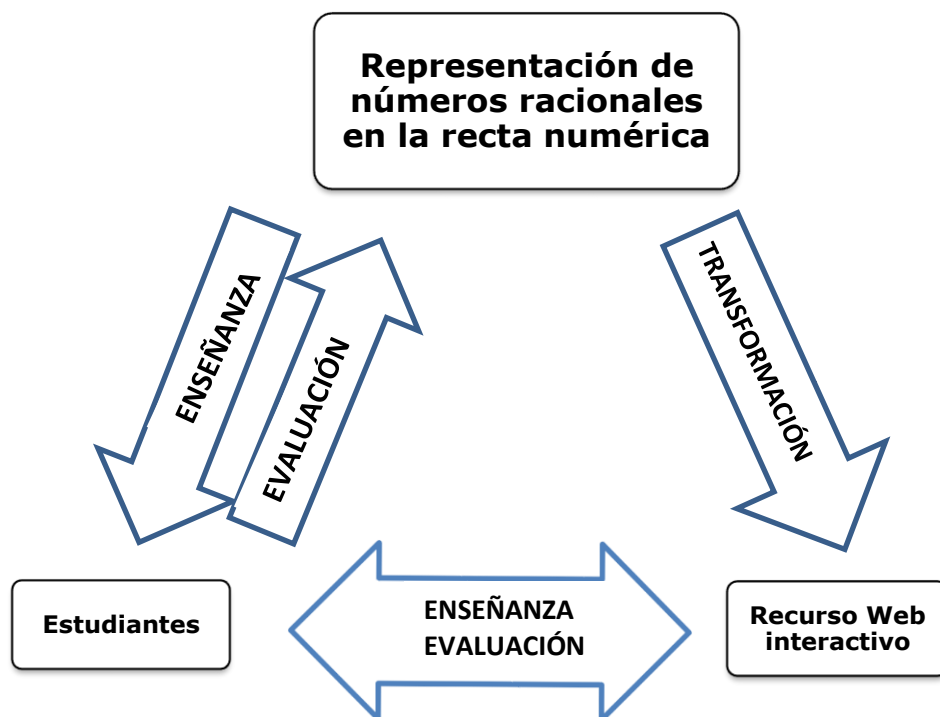 Representación de
números racionales
en la recta numérica
ENSEÑANZA
EVALUACIÓN
TRANSFORMACIÓN
Estudiantes
ENSEÑANZA
EVALUACIÓN
Recurso Web
interactivo